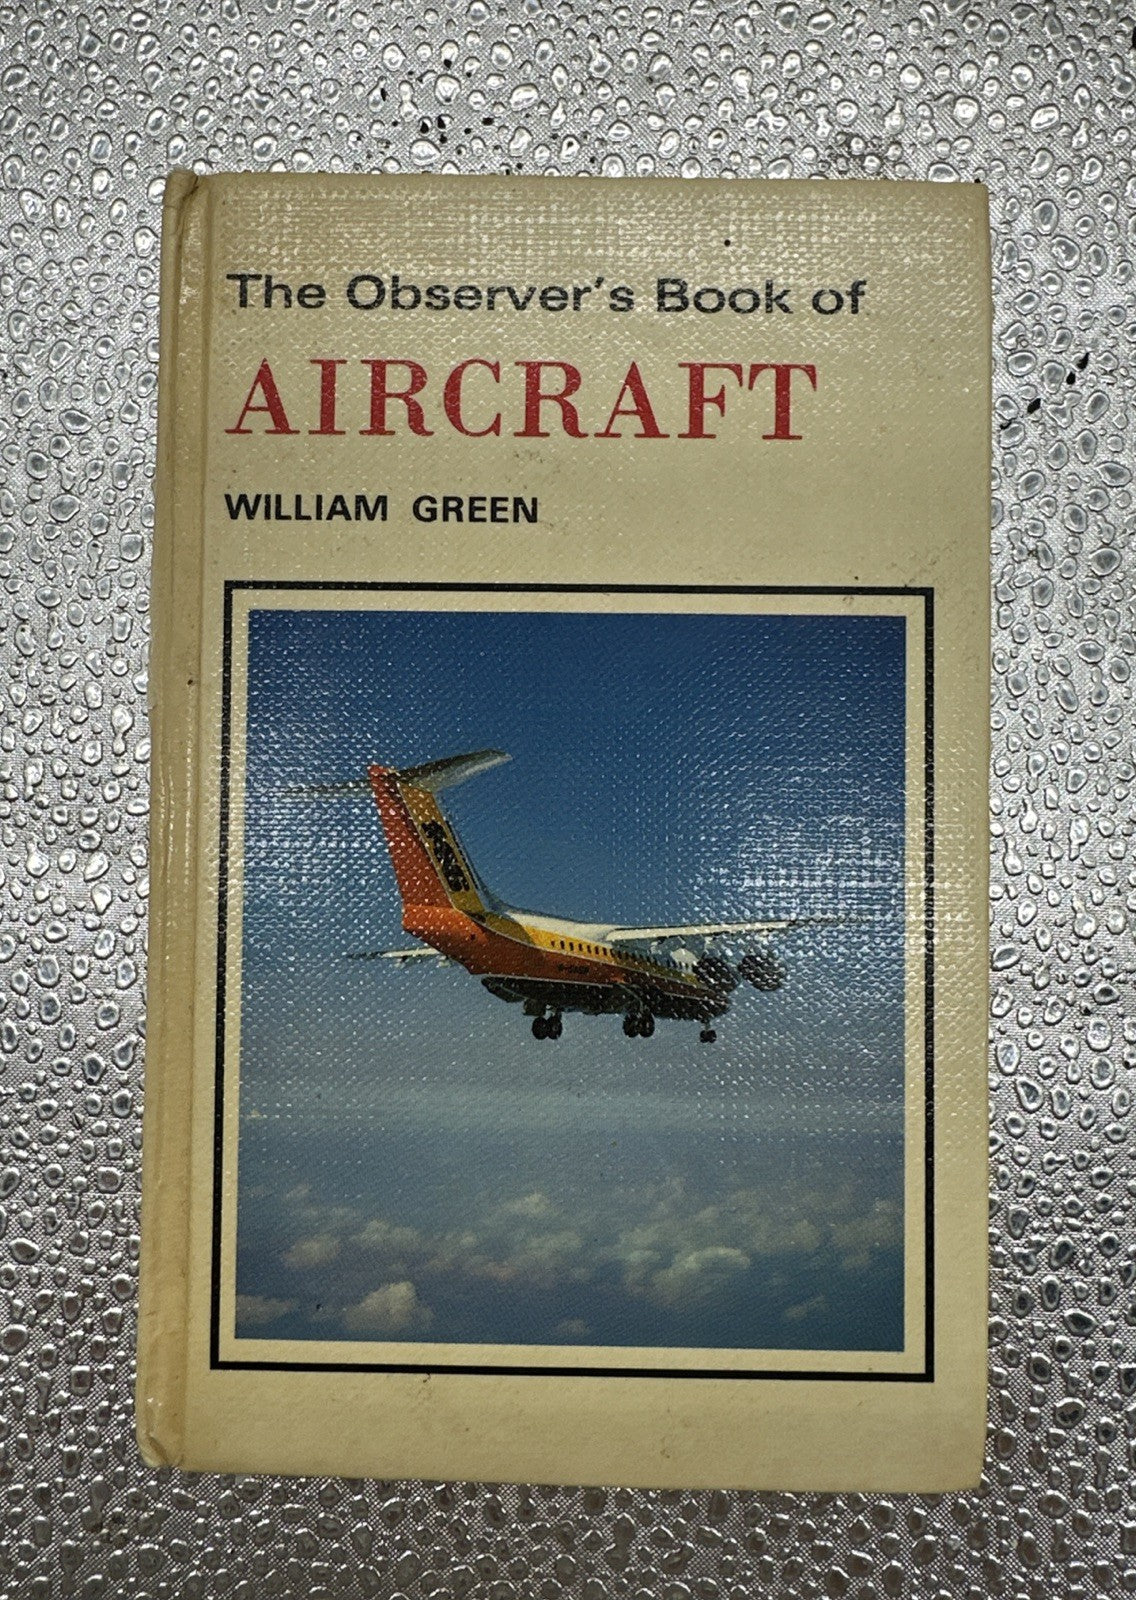 The Observer's Book of
AIRCRAFT
WILLIAM GREEN